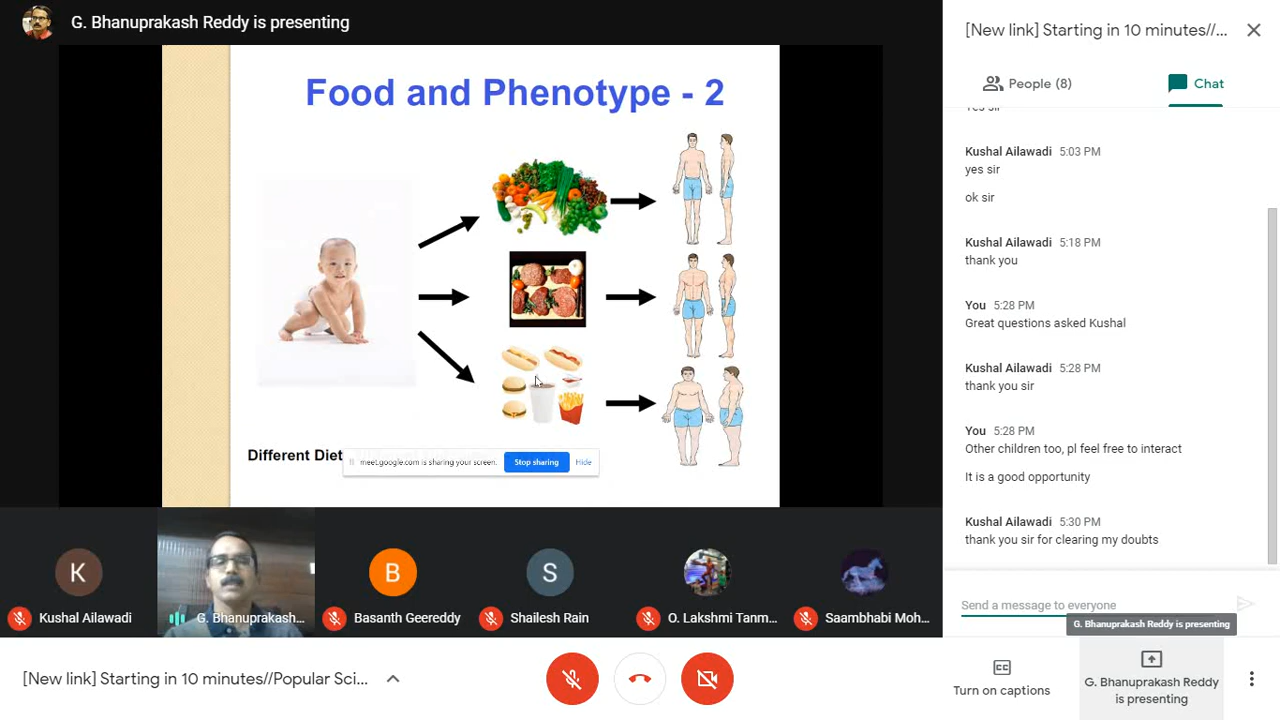 G. Bhanuprakash Reddy is presenting
Food and Phenotype - 2
Different Diet
meet.google.com is sharing your screen.
Stop sharing
Hide
K
Kushal Ailawadi
G. Bhanuprakash...
B
Basanth Geereddy
S
Shailesh Rain
O. Lakshmi Tanm...
Saambhabi Moh...
[New link] Starting in 10 minutes//Popular Sci...
[New link] Starting in 10 minutes//...
People (8)
Chat
Yes sir
Kushal Ailawadi 5:03 PM
yes sir
ok sir
Kushal Ailawadi 5:18 PM
thank you
You 5:28 PM
Great questions asked Kushal
Kushal Ailawadi 5:28 PM
thank you sir
You 5:28 PM
Other children too, pl feel free to interact
It is a good opportunity
Kushal Ailawadi 5:30 PM
thank you sir for clearing my doubts
Send a message to everyone
G. Bhanuprakash Reddy is presenting
Turn on captions
G. Bhanuprakash Reddy
is presenting